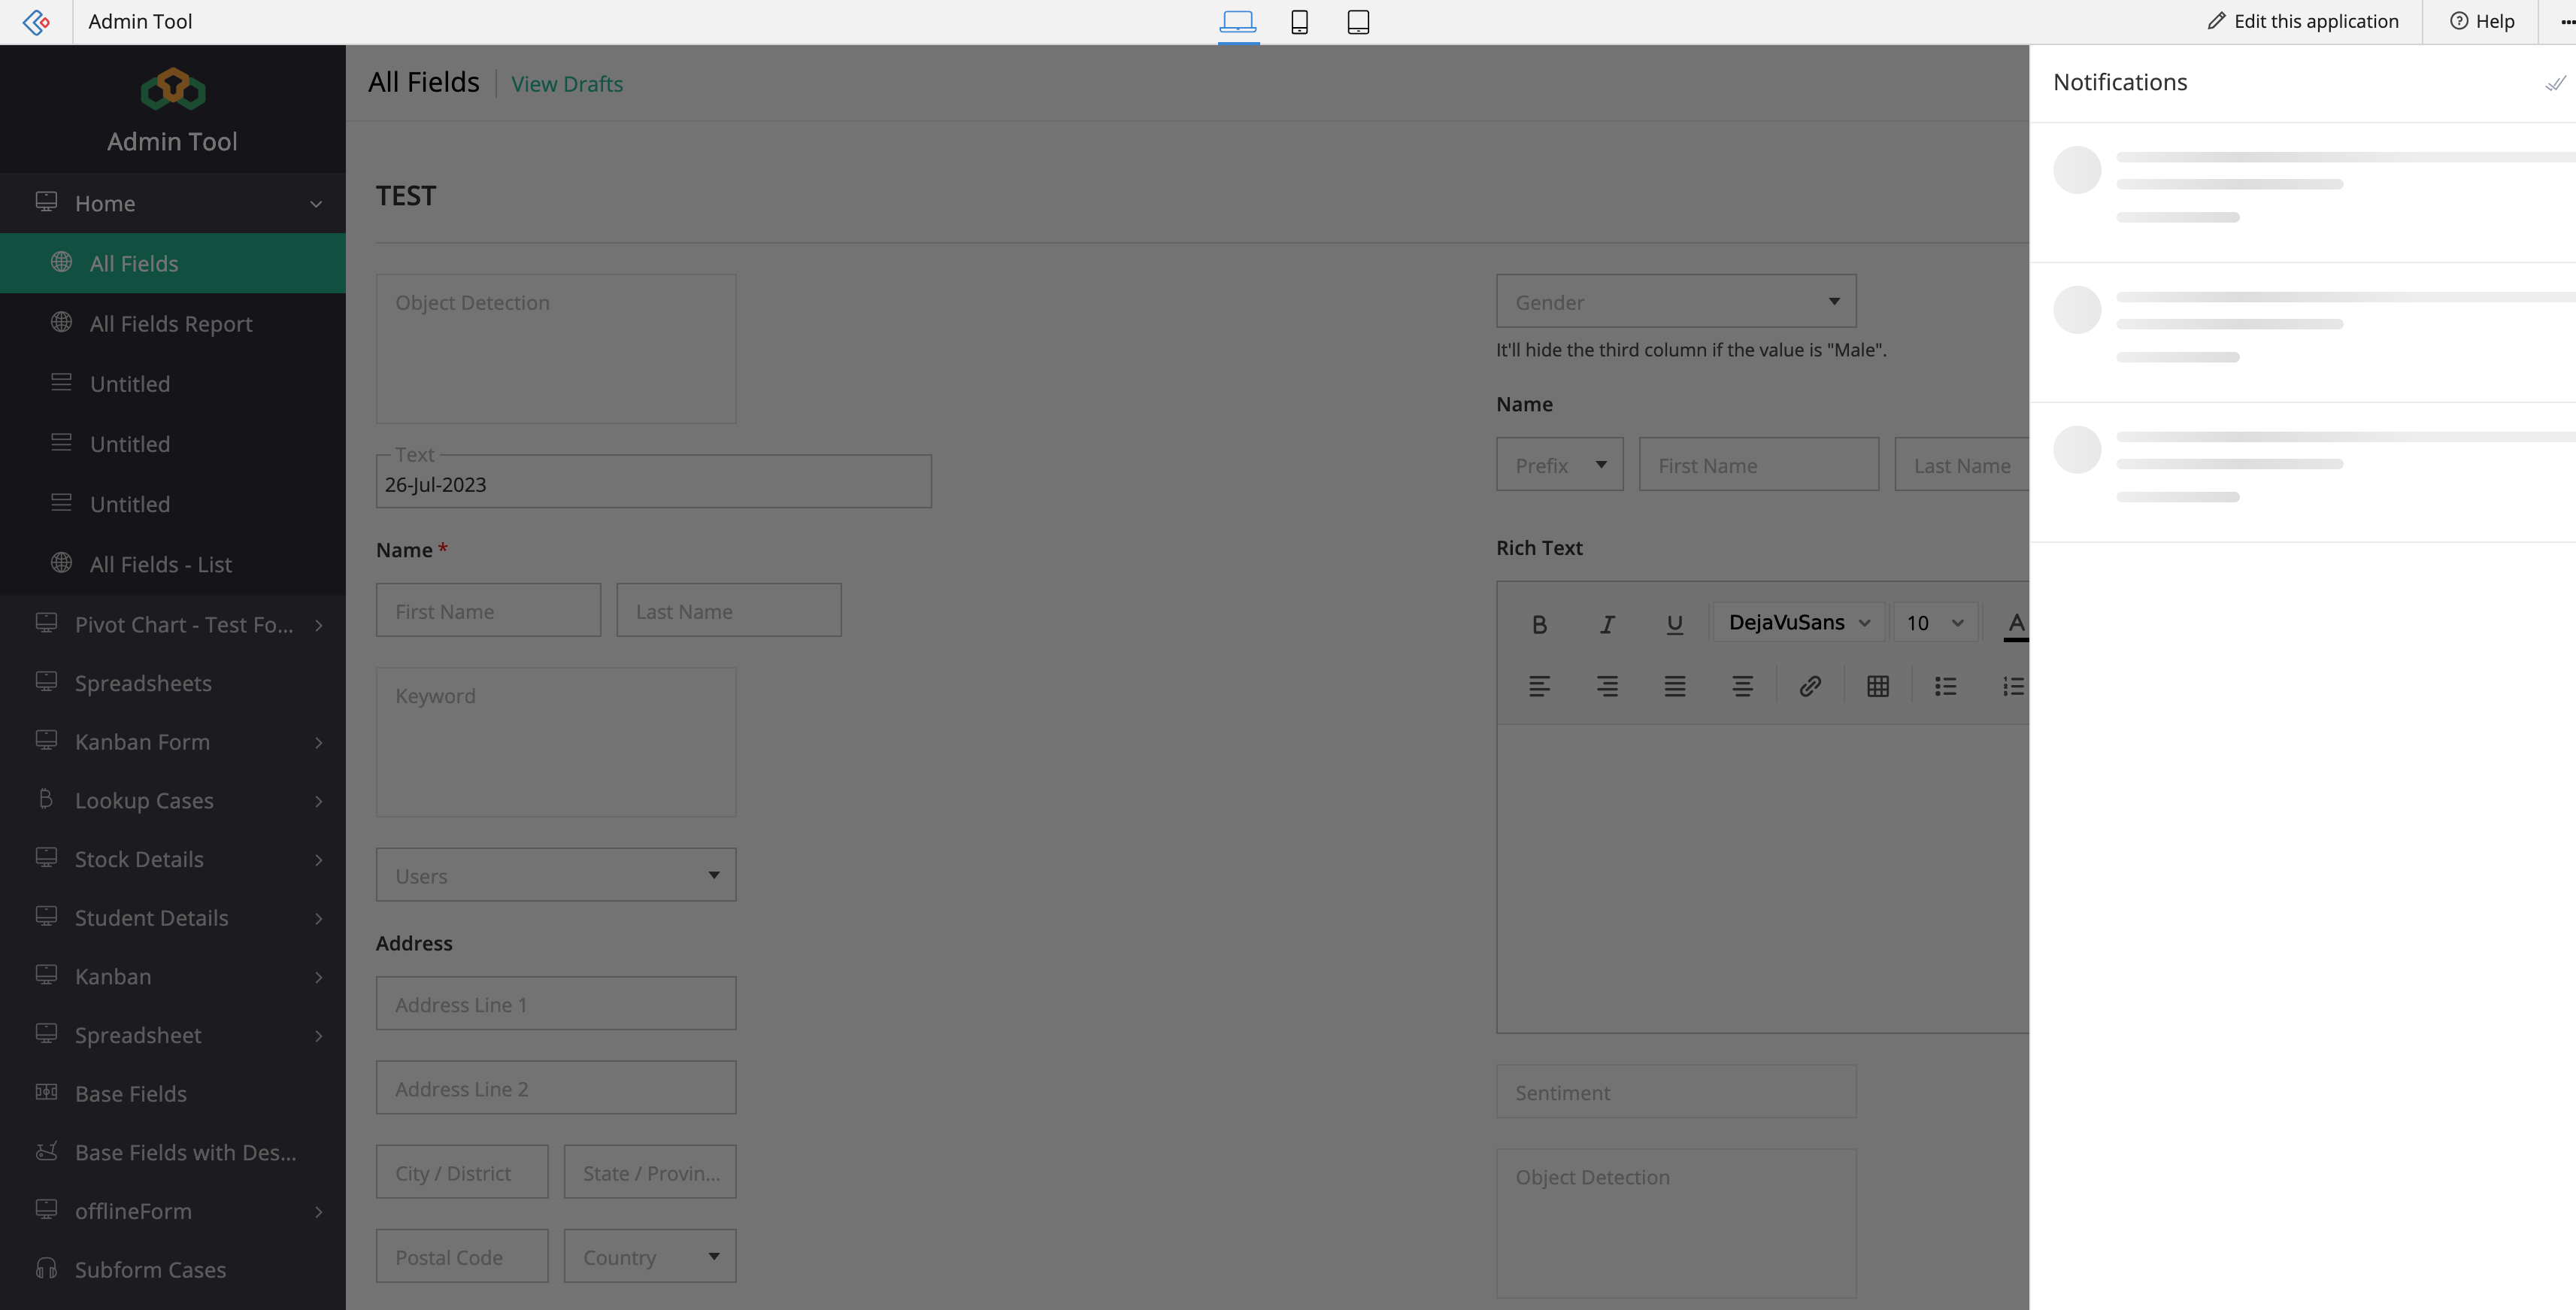 Admin Tool
Edit this application
Help
Admin Tool
Home
All Fields
All Fields Report
Untitled
Untitled
Untitled
All Fields - List
Pivot Chart - Test Fo...
Spreadsheets
Kanban Form
Lookup Cases
Stock Details
Student Details
Kanban
Spreadsheet
Base Fields
Base Fields with Des...
offlineForm
Subform Cases
All Fields
View Drafts
TEST
Object Detection
Text
26-Jul-2023
Name *
First Name
Last Name
Keyword
Users
Address
Address Line 1
Address Line 2
City / District
State / Provin...
Postal Code
Country
Gender
It'll hide the third column if the value is "Male".
Name
Prefix
First Name
Last Name
Rich Text
B I U DejaVuSans 10 A
Sentiment
Object Detection
Notifications